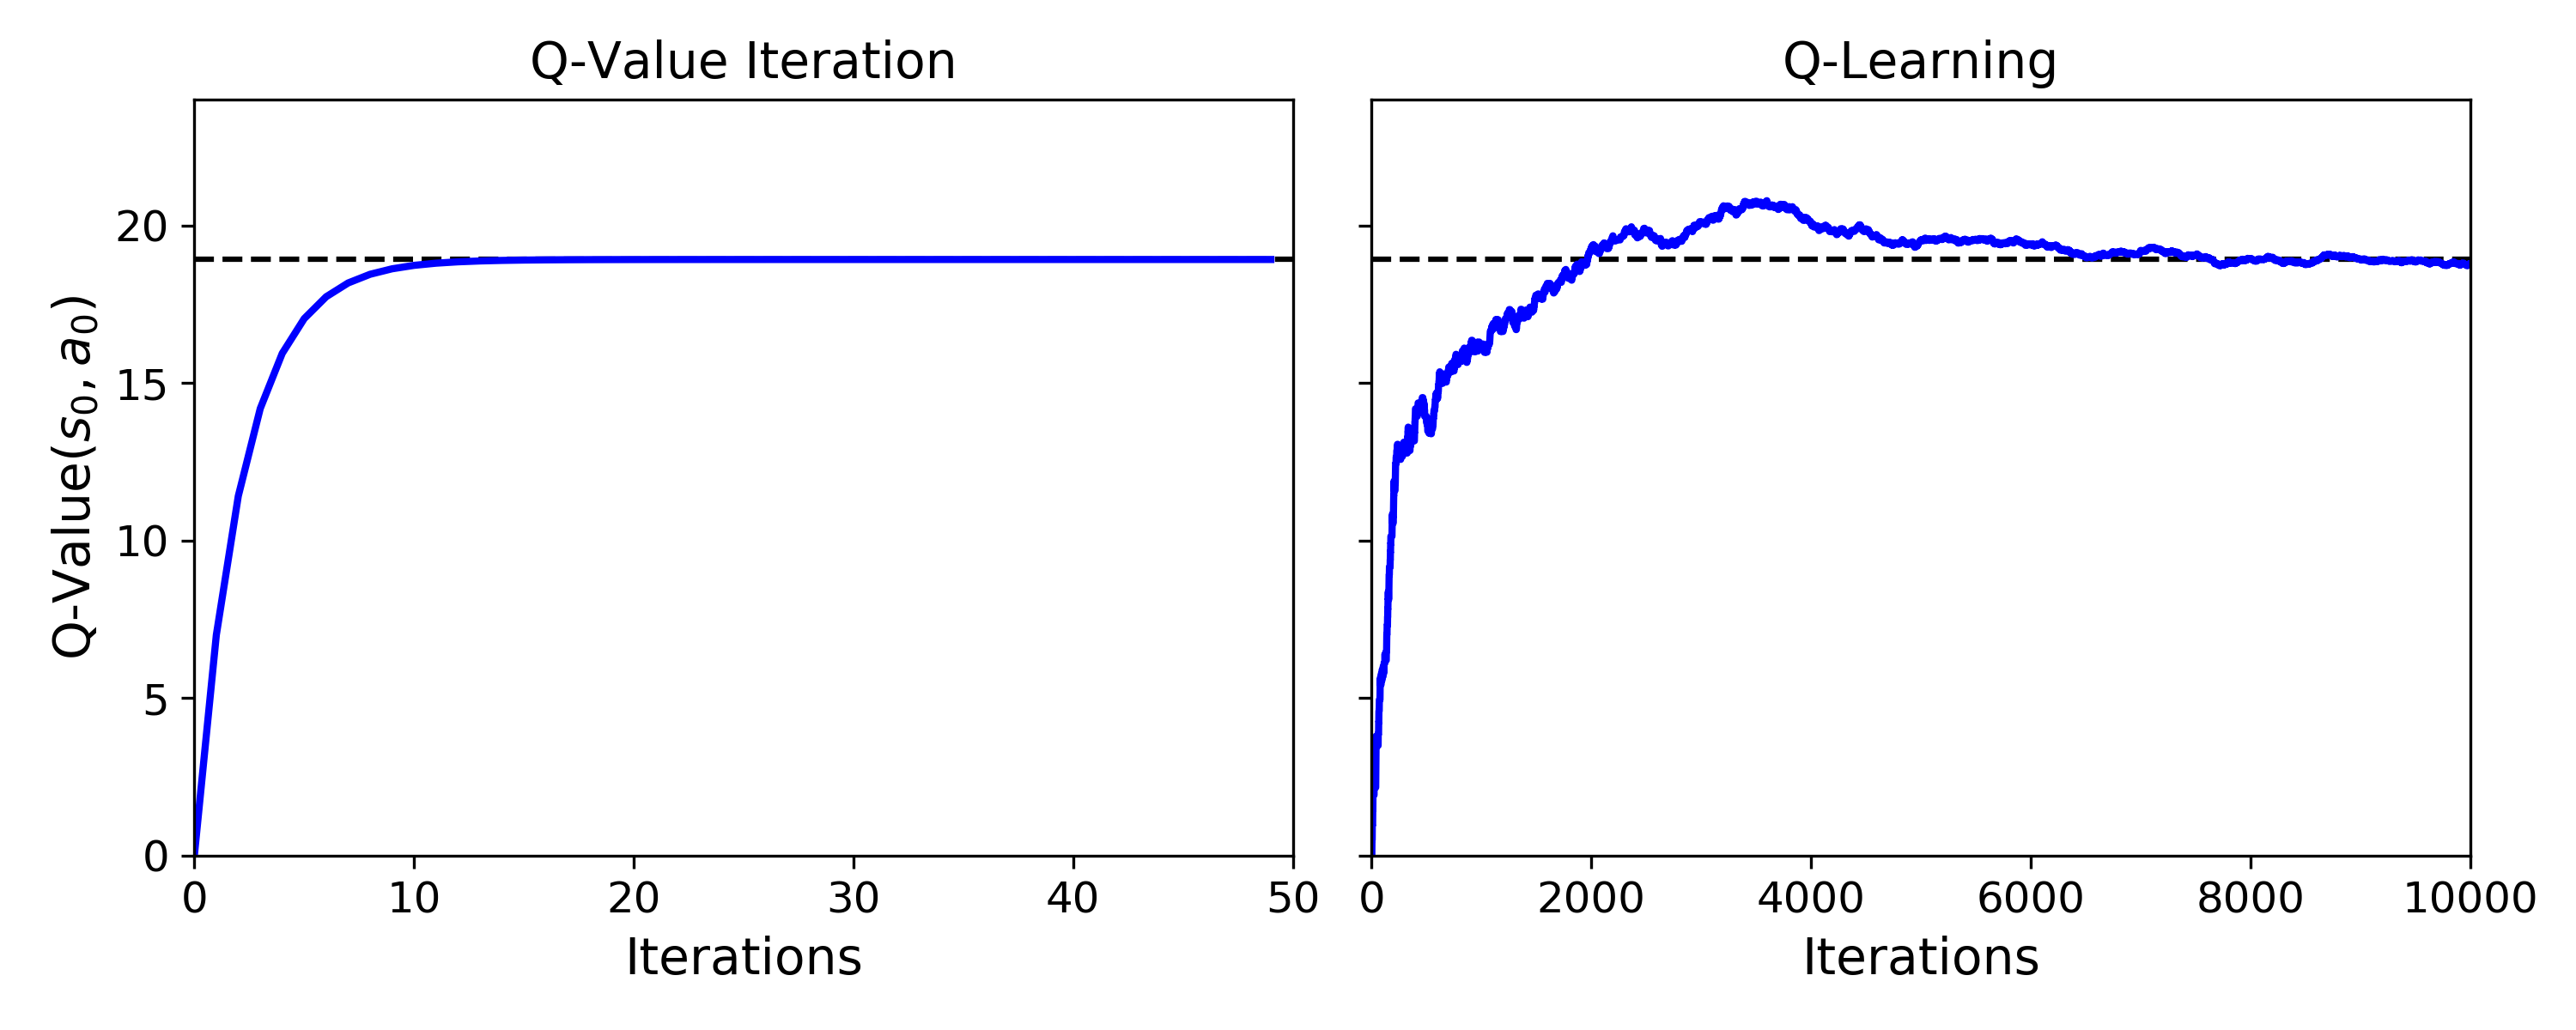 Q-Value Iteration
Q-Learning
Q-Value(s₀, a₀)
20
15
10
5
0
0 10 20 30 40 50
0 2000 4000 6000 8000 10000
Iterations
Iterations